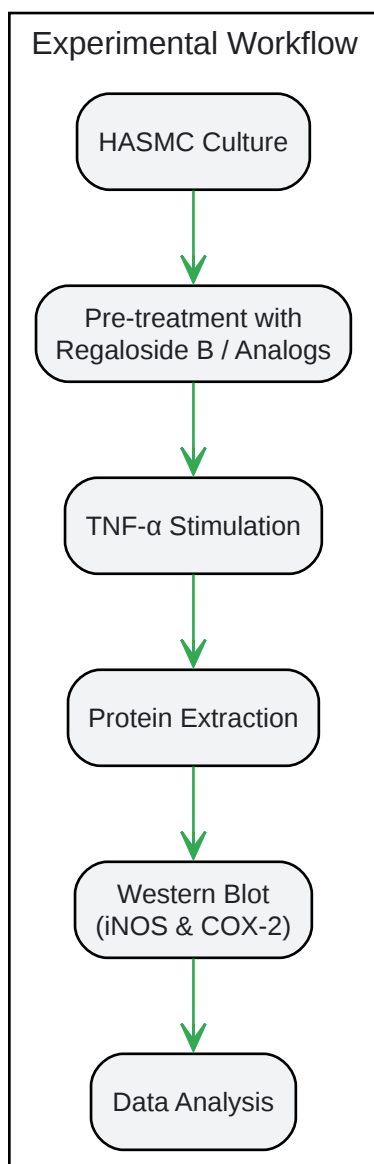 Experimental Workflow
HASMC Culture
Pre-treatment with
Regaloside B / Analogs
TNF-α Stimulation
Protein Extraction
Western Blot
(iNOS & COX-2)
Data Analysis